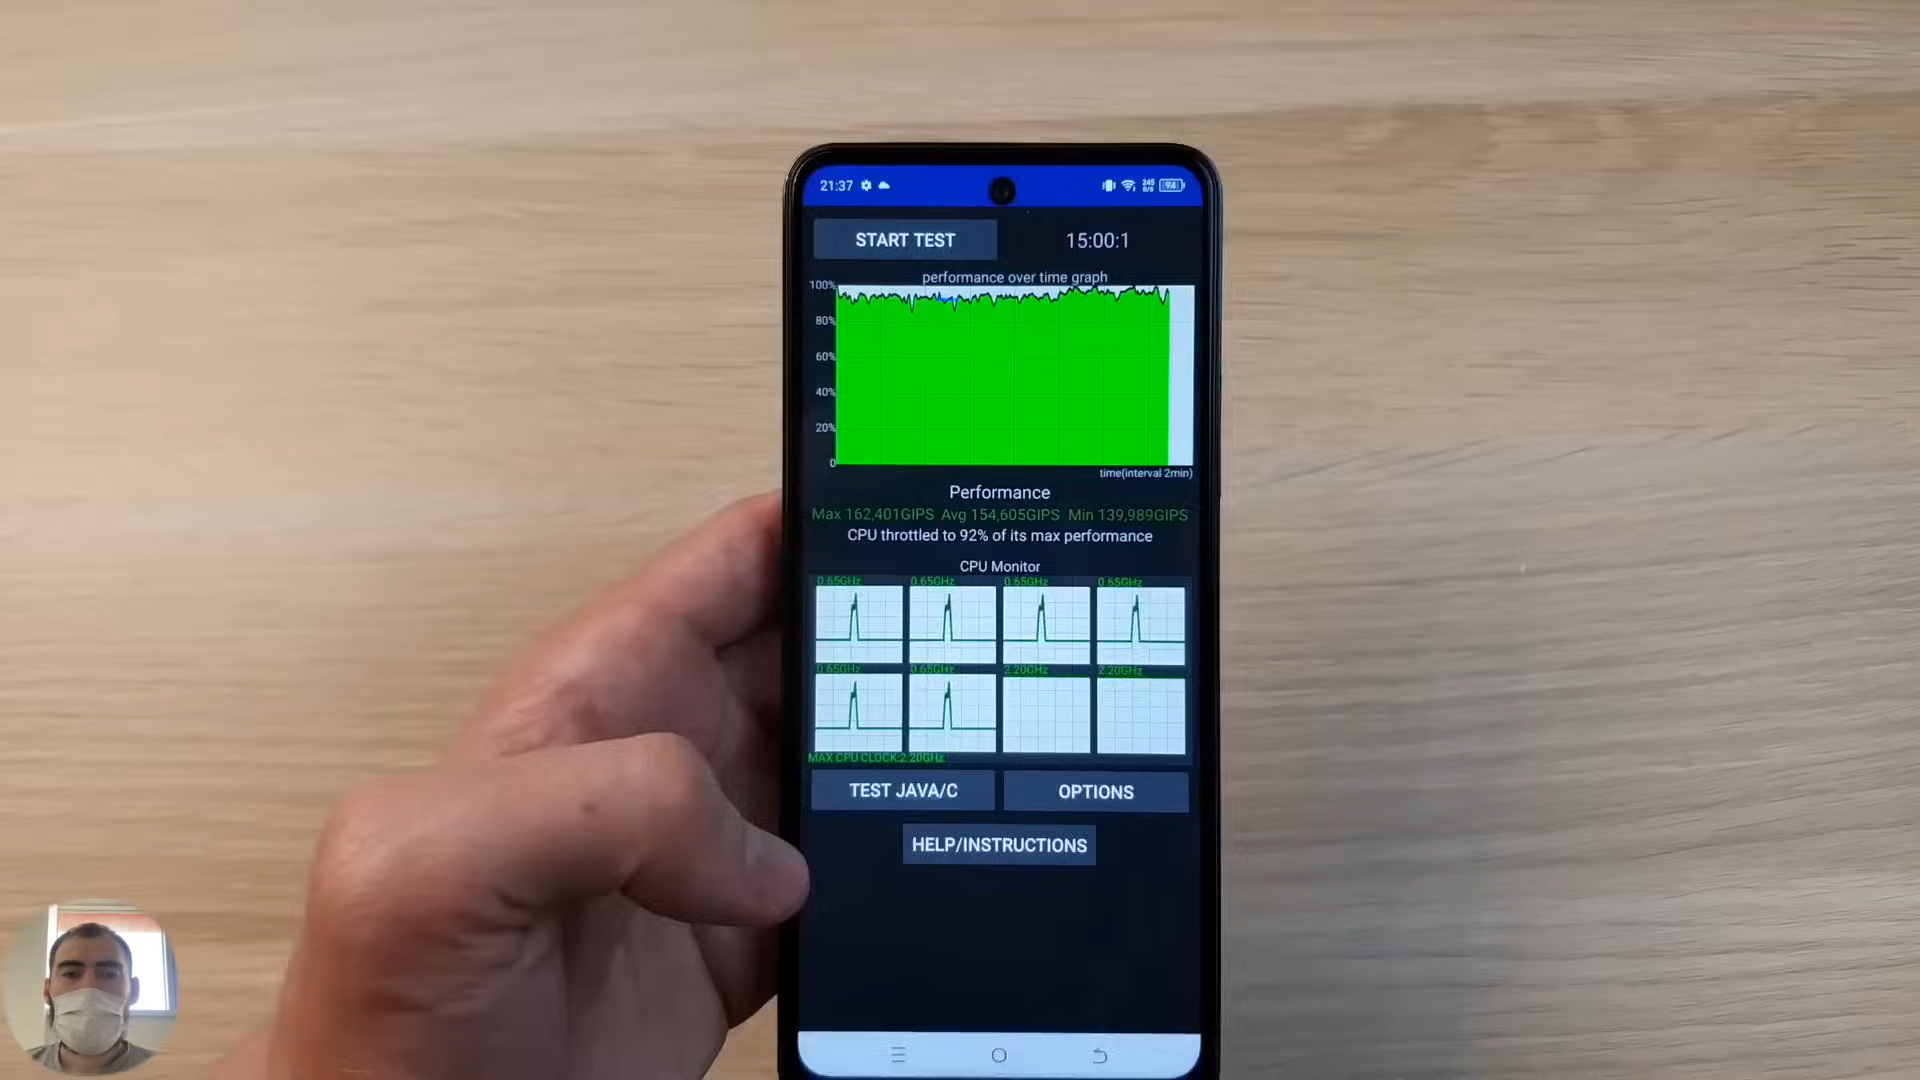 21:37 245 B/S 94
START TEST 15:00:1
performance over time graph
100%
80%
60%
40%
20%
0
time(interval 2min)
Performance
Max 162,401GIPS Avg 154,605GIPS Min 139,989GIPS
CPU throttled to 92% of its max performance
CPU Monitor
0.65GHz 0.65GHz 0.65GHz 0.65GHz
0.65GHz 0.65GHz 2.20GHz 2.20GHz
MAX CPU CLOCK:2.20GHz
TEST JAVA/C OPTIONS
HELP/INSTRUCTIONS